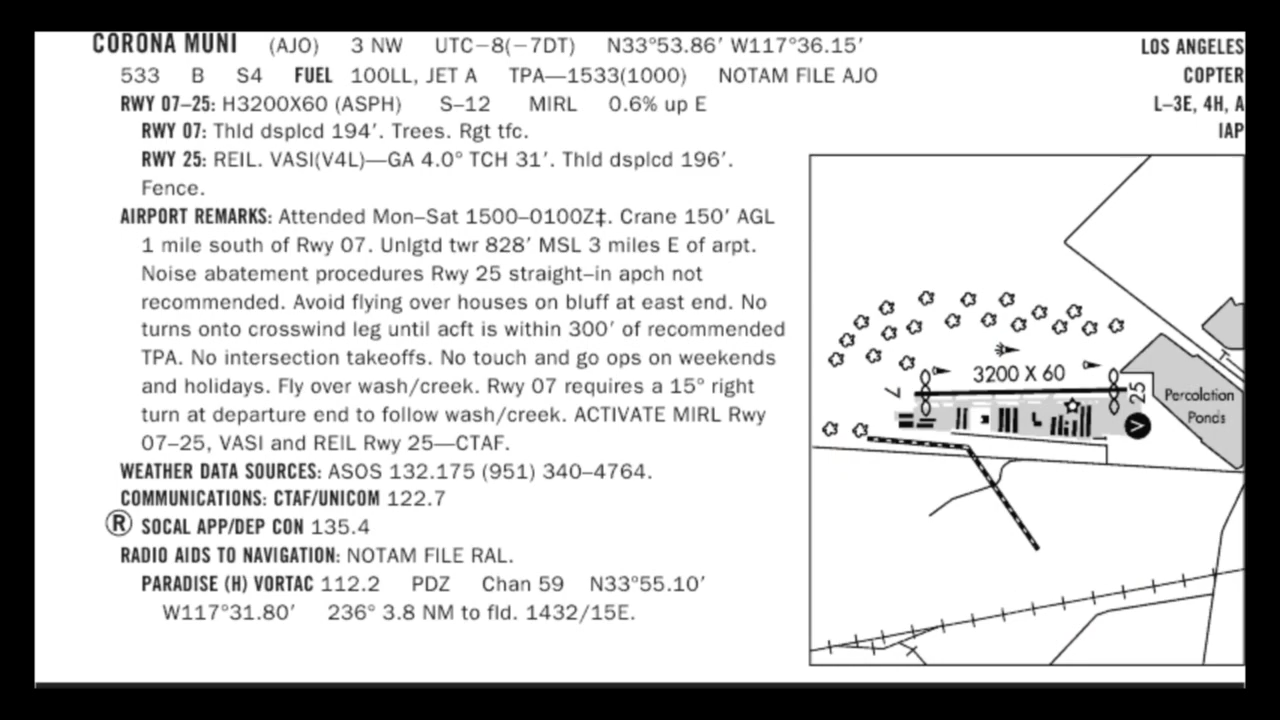 CORONA MUNI (AJO) 3 NW UTC−8(−7DT) N33°53.86′ W117°36.15′
LOS ANGELES
533 B S4 FUEL 100LL, JET A TPA—1533(1000) NOTAM FILE AJO
COPTER
RWY 07–25: H3200X60 (ASPH) S–12 MIRL 0.6% up E
L–3E, 4H, A
RWY 07: Thld dsplcd 194′. Trees. Rgt tfc.
IAP
RWY 25: REIL. VASI(V4L)—GA 4.0° TCH 31′. Thld dsplcd 196′.
Fence.
AIRPORT REMARKS: Attended Mon–Sat 1500–0100Z‡. Crane 150′ AGL
1 mile south of Rwy 07. Unlgtd twr 828′ MSL 3 miles E of arpt.
Noise abatement procedures Rwy 25 straight–in apch not
recommended. Avoid flying over houses on bluff at east end. No
turns onto crosswind leg until acft is within 300′ of recommended
TPA. No intersection takeoffs. No touch and go ops on weekends
and holidays. Fly over wash/creek. Rwy 07 requires a 15° right
turn at departure end to follow wash/creek. ACTIVATE MIRL Rwy
07–25, VASI and REIL Rwy 25—CTAF.
WEATHER DATA SOURCES: ASOS 132.175 (951) 340–4764.
COMMUNICATIONS: CTAF/UNICOM 122.7
Ⓡ SOCAL APP/DEP CON 135.4
RADIO AIDS TO NAVIGATION: NOTAM FILE RAL.
PARADISE (H) VORTAC 112.2 PDZ Chan 59 N33°55.10′
W117°31.80′ 236° 3.8 NM to fld. 1432/15E.
3200 X 60
7
25
V
Percolation
Ponds